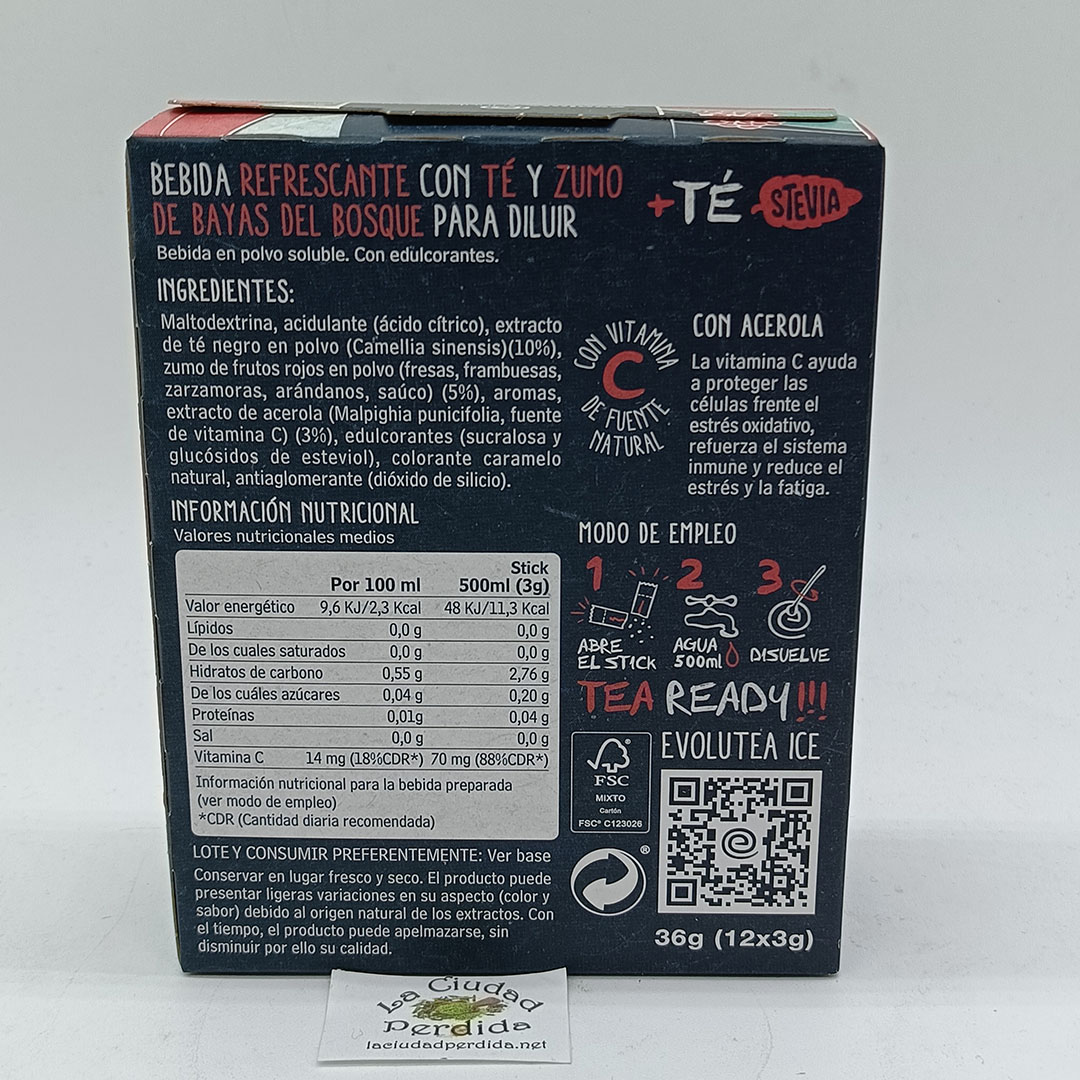 BEBIDA REFRESCANTE CON TÉ Y ZUMO
DE BAYAS DEL BOSQUE PARA DILUIR
Bebida en polvo soluble. Con edulcorantes.
+TÉ STEVIA
INGREDIENTES:
Maltodextrina, acidulante (ácido cítrico), extracto
de té negro en polvo (Camellia sinensis)(10%),
zumo de frutos rojos en polvo (fresas, frambuesas,
zarzamoras, arándanos, saúco) (5%), aromas,
extracto de acerola (Malpighia punicifolia, fuente
de vitamina C) (3%), edulcorantes (sucralosa y
glucósidos de esteviol), colorante caramelo
natural, antiaglomerante (dióxido de silicio).
CON VITAMINA
C
DE FUENTE
NATURAL
CON ACEROLA
La vitamina C ayuda
a proteger las
células frente el
estrés oxidativo,
refuerza el sistema
inmune y reduce el
estrés y la fatiga.
INFORMACIÓN NUTRICIONAL
Valores nutricionales medios
Stick
Por 100 ml 500ml (3g)
Valor energético 9,6 KJ/2,3 Kcal 48 KJ/11,3 Kcal
Lípidos 0,0 g 0,0 g
De los cuales saturados 0,0 g 0,0 g
Hidratos de carbono 0,55 g 2,76 g
De los cuáles azúcares 0,04 g 0,20 g
Proteínas 0,01g 0,04 g
Sal 0,0 g 0,0 g
Vitamina C 14 mg (18%CDR*) 70 mg (88%CDR*)
Información nutricional para la bebida preparada
(ver modo de empleo)
*CDR (Cantidad diaria recomendada)
MODO DE EMPLEO
1 2 3
ABRE
EL STICK
AGUA
500ml
DISUELVE
TEA READY!!!
EVOLUTEA ICE
FSC
MIXTO
Cartón
FSC® C123026
®
36g (12x3g)
LOTE Y CONSUMIR PREFERENTEMENTE: Ver base
Conservar en lugar fresco y seco. El producto puede
presentar ligeras variaciones en su aspecto (color y
sabor) debido al origen natural de los extractos. Con
el tiempo, el producto puede apelmazarse, sin
disminuir por ello su calidad.
La Ciudad
Perdida
laciudadperdida.net